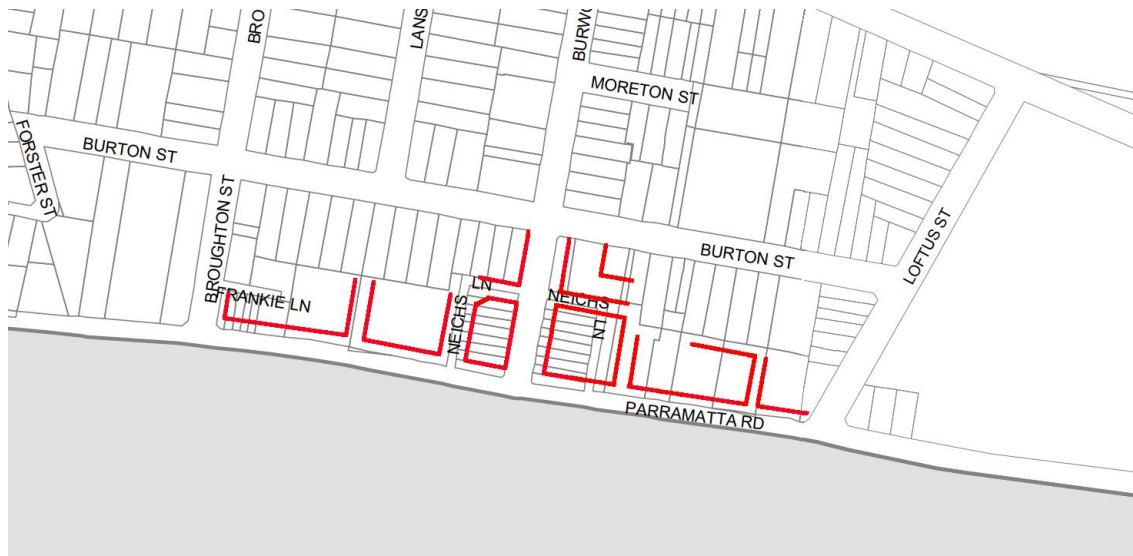 BRO
LANS
BURWO
MORETON ST
FORSTER ST
BURTON ST
BROUGHTON ST
BURTON ST
LOFTUS ST
FRANKIE LN
NEICHS
LN
NEICHS
LN
PARRAMATTA RD